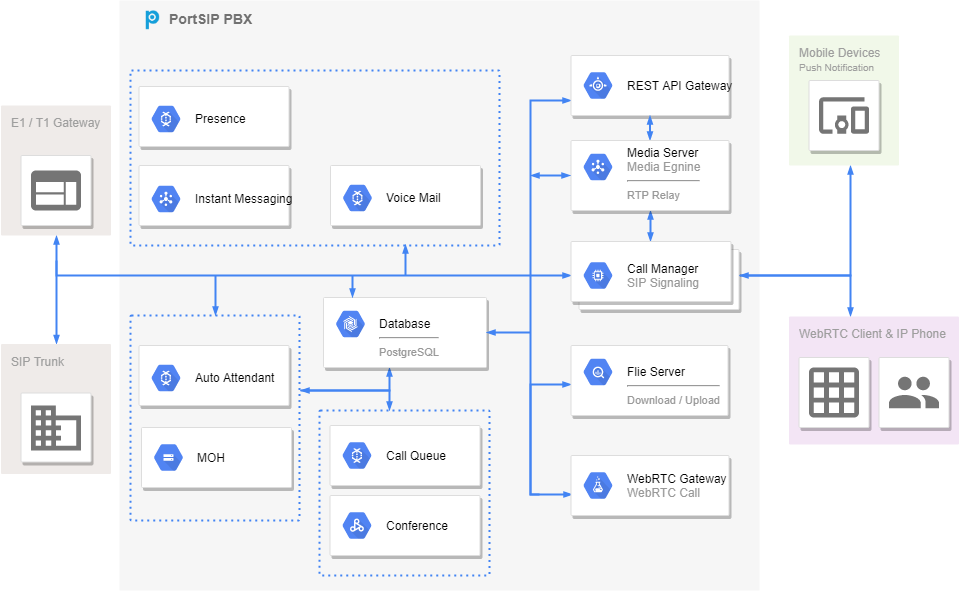 PortSIP PBX
E1 / T1 Gateway
SIP Trunk
Presence
Instant Messaging
Voice Mail
Auto Attendant
MOH
Database
PostgreSQL
Call Queue
Conference
REST API Gateway
Media Server
Media Egnine
RTP Relay
Call Manager
SIP Signaling
Flie Server
Download / Upload
WebRTC Gateway
WebRTC Call
Mobile Devices
Push Notification
WebRTC Client & IP Phone